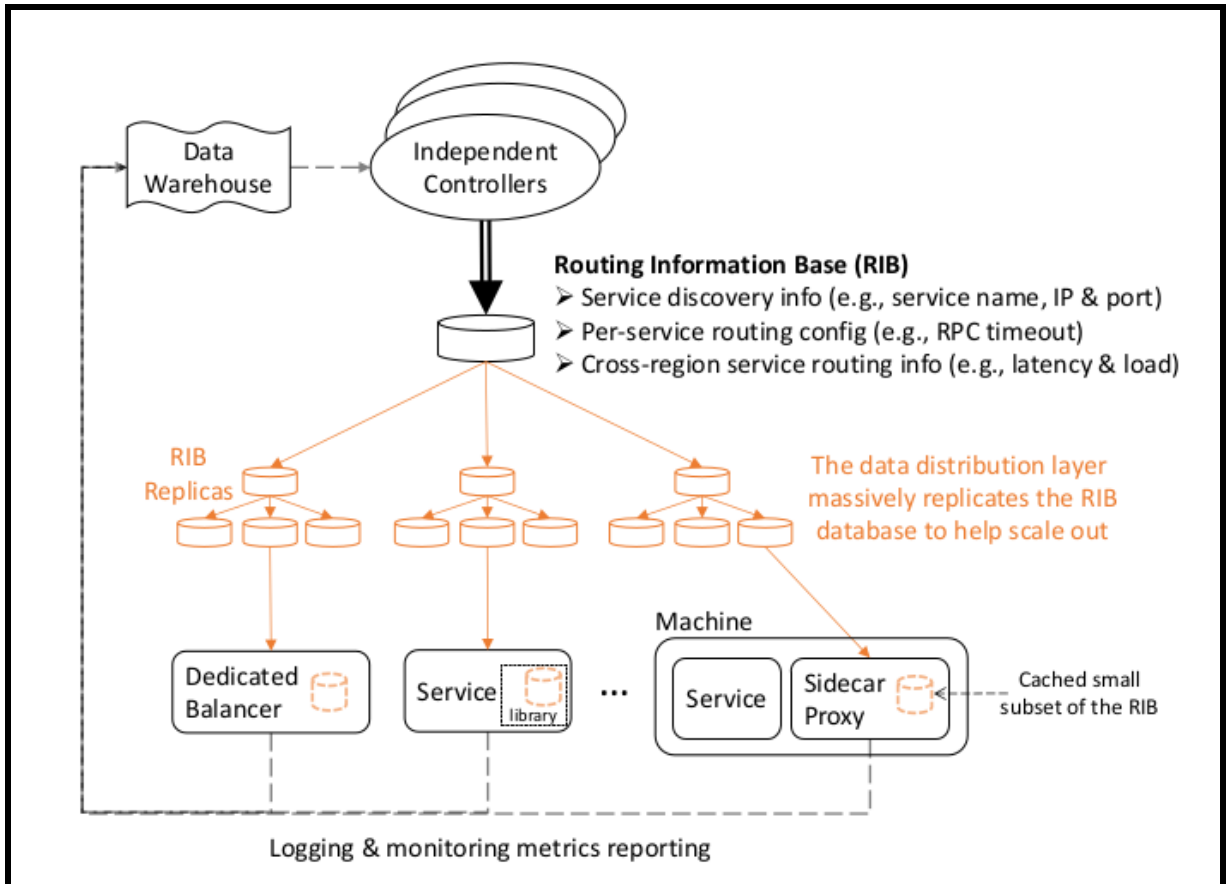 Data
Warehouse
Independent
Controllers
Routing Information Base (RIB)
➢ Service discovery info (e.g., service name, IP & port)
➢ Per-service routing config (e.g., RPC timeout)
➢ Cross-region service routing info (e.g., latency & load)
RIB
Replicas
The data distribution layer
massively replicates the RIB
database to help scale out
Machine
Dedicated
Balancer
Service
library
...
Service
Sidecar
Proxy
Cached small
subset of the RIB
Logging & monitoring metrics reporting